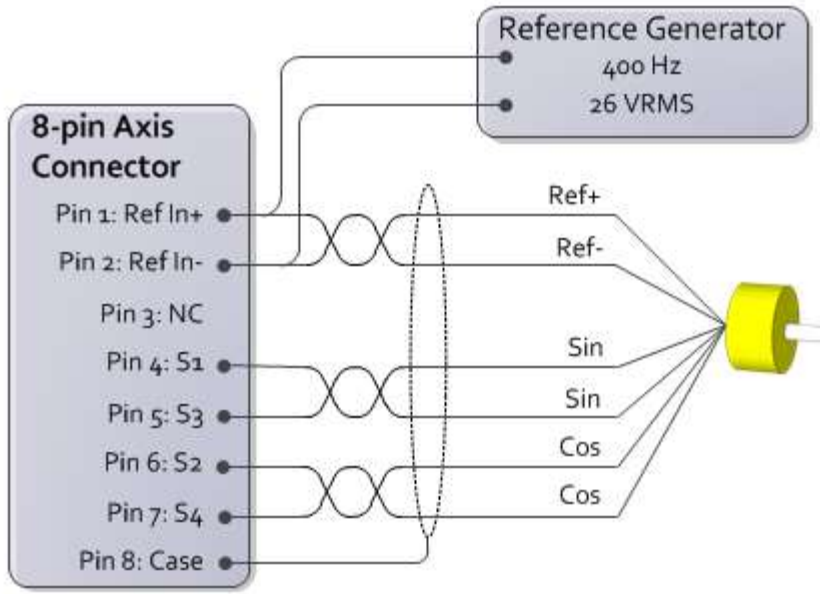 Reference Generator
400 Hz
26 VRMS
8-pin Axis
Connector
Pin 1: Ref In+
Ref+
Pin 2: Ref In-
Ref-
Pin 3: NC
Pin 4: S1
Sin
Pin 5: S3
Sin
Pin 6: S2
Cos
Pin 7: S4
Cos
Pin 8: Case